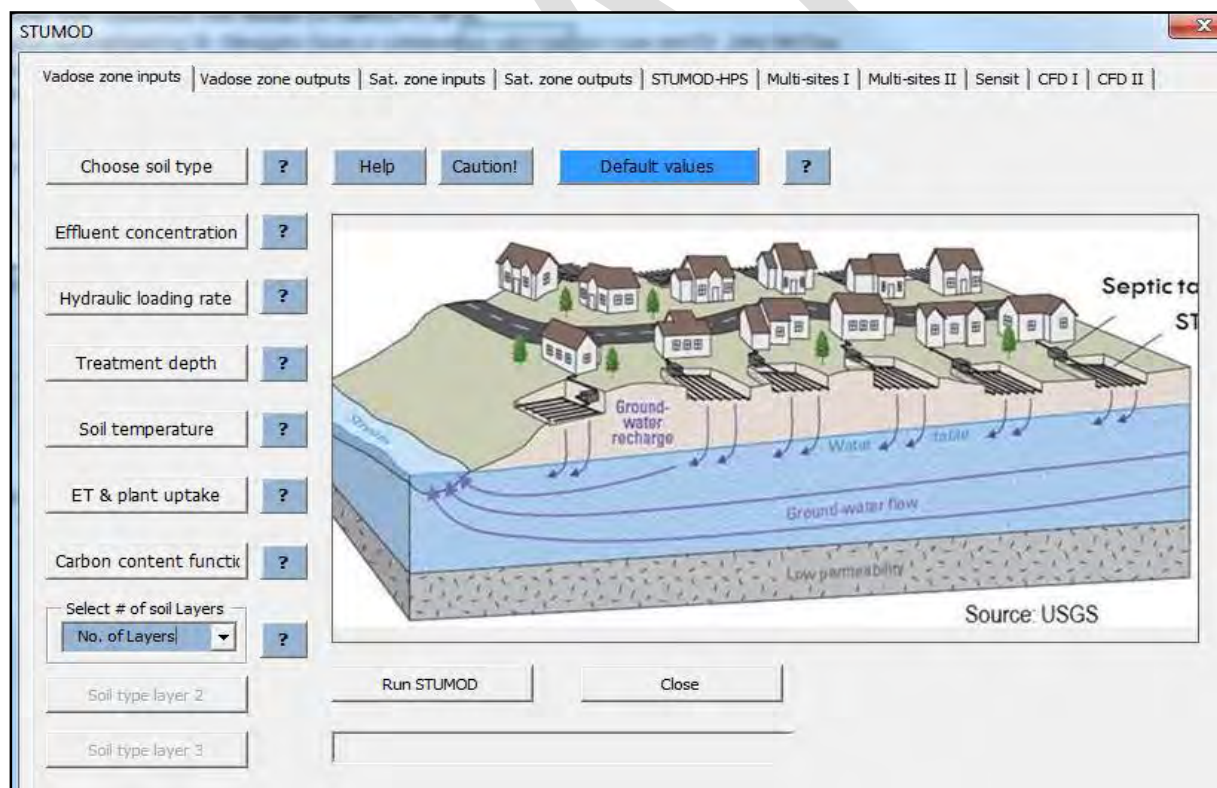 STUMOD
Vadose zone inputs Vadose zone outputs Sat. zone inputs Sat. zone outputs STUMOD-HPS Multi-sites I Multi-sites II Sensit CFD I CFD II
Choose soil type ? Help Caution! Default values ?
Effluent concentration ?
Hydraulic loading rate ?
Treatment depth ?
Soil temperature ?
ET & plant uptake ?
Carbon content functic ?
Select # of soil Layers
No. of Layers ?
Soil type layer 2
Soil type layer 3
Septic ta
ST
Ground-
water
recharge
Water table
Ground-water flow
Low permeability
Source: USGS
Run STUMOD Close